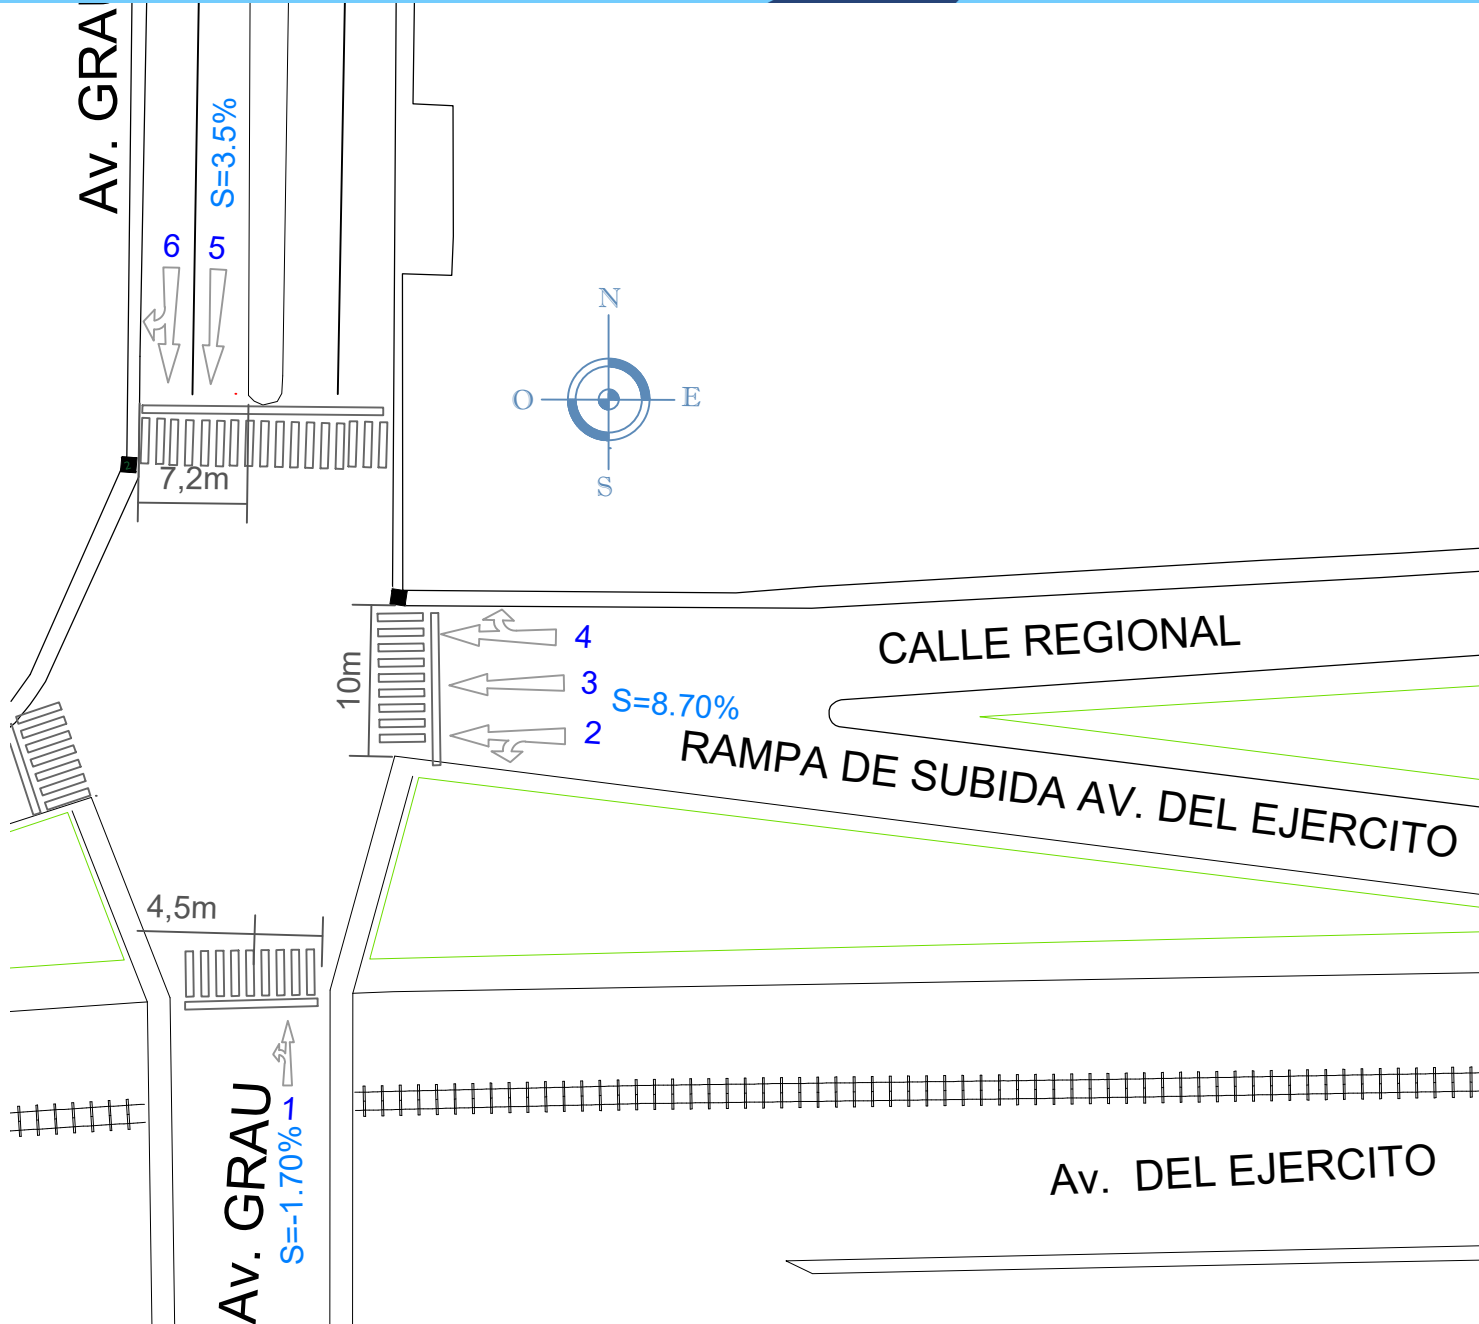 Av. GRAU
S=3.5%
6
5
7,2m
N
O
E
S
10m
4
3
2
S=8.70%
CALLE REGIONAL
RAMPA DE SUBIDA AV. DEL EJERCITO
4,5m
1
S=-1.70%
Av. GRAU
Av. DEL EJERCITO